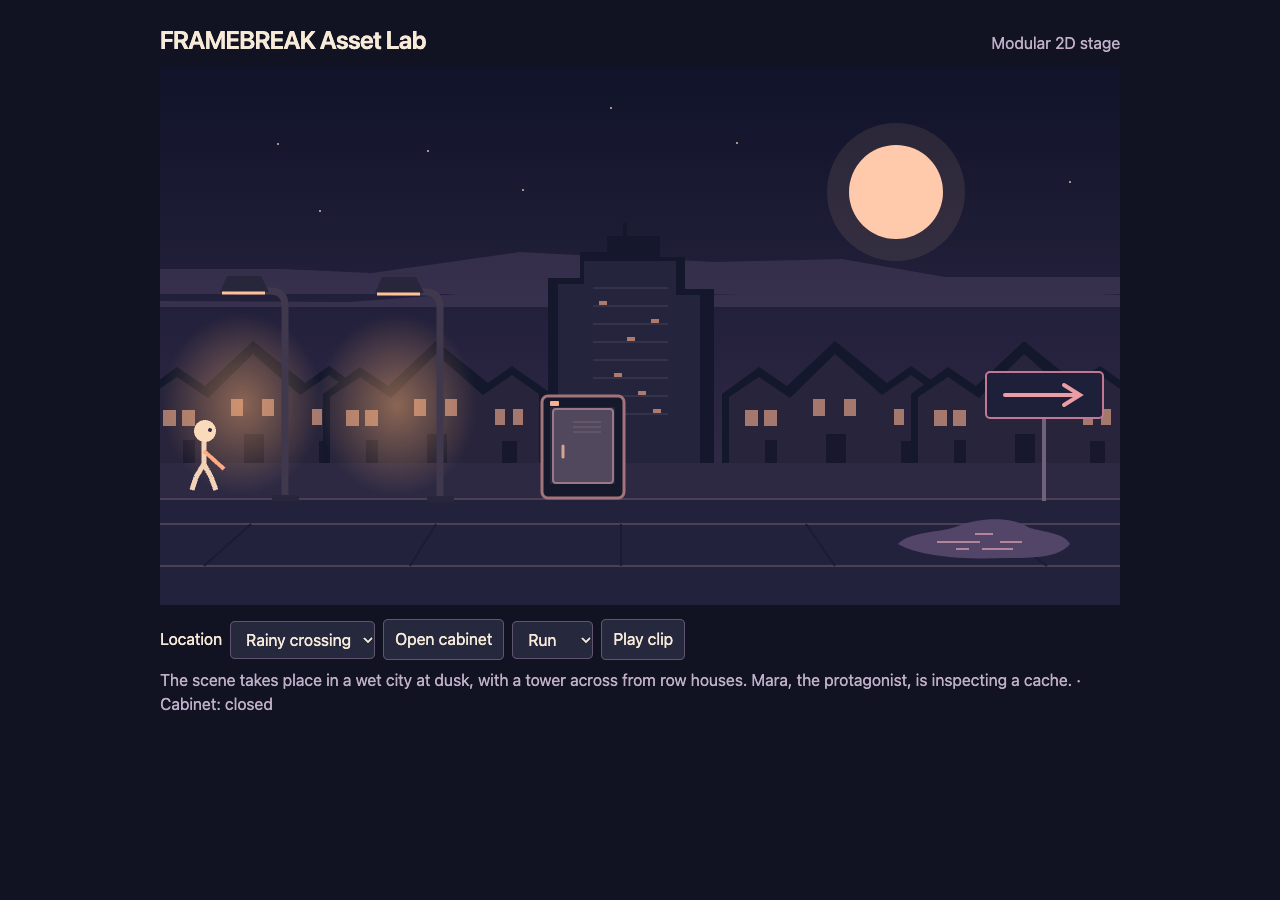 FRAMEBREAK Asset Lab
Modular 2D stage
Location
Rainy crossing
Open cabinet
Run
Play clip
The scene takes place in a wet city at dusk, with a tower across from row houses. Mara, the protagonist, is inspecting a cache. ·
Cabinet: closed